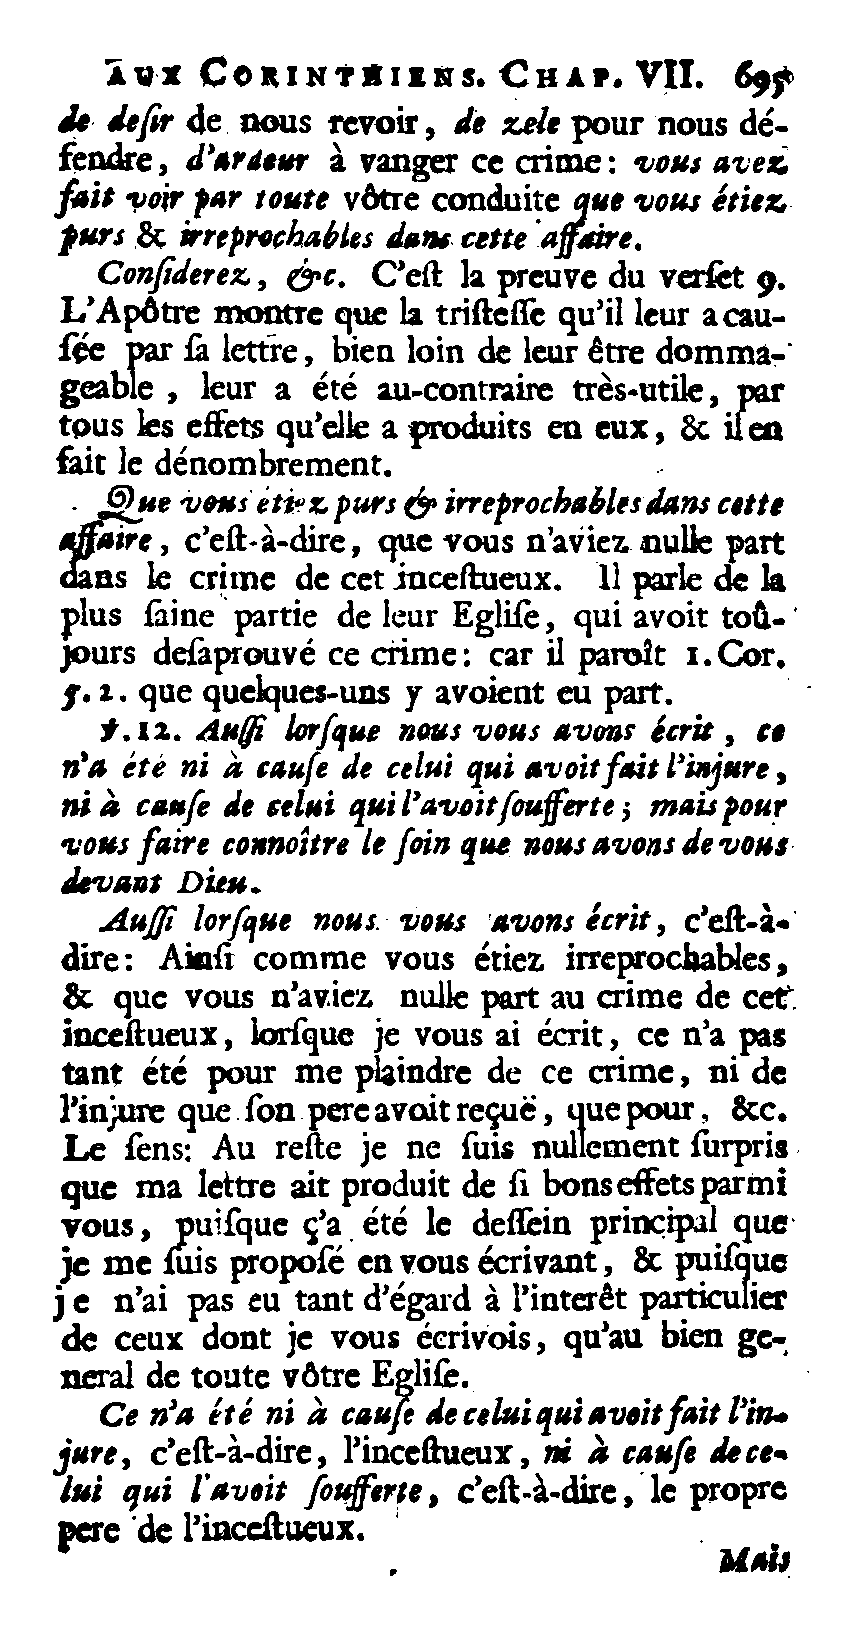 AUX CORINTHIENS. CHAP. VII. 695
de deſir de nous revoir, de zele pour nous dé-
fendre, d'ardeur à vanger ce crime: vous avez
fait voir par toute vôtre conduite que vous étiez
purs & irreprochables dans cette affaire.
Conſiderez, &c. C'eſt la preuve du verſet 9.
L'Apôtre montre que la triſteſſe qu'il leur a cau-
ſée par ſa lettre, bien loin de leur être domma-
geable, leur a été au-contraire très-utile, par
tous les effets qu'elle a produits en eux, & il en
fait le dénombrement.
Que vous étiez purs & irreprochables dans cette
affaire, c'eſt-à-dire, que vous n'aviez nulle part
dans le crime de cet inceſtueux. Il parle de la
plus ſaine partie de leur Egliſe, qui avoit toû-
jours deſaprouvé ce crime: car il paroît 1. Cor.
5. 2. que quelques-uns y avoient eu part.
ꝟ. 12. Auſſi lorſque nous vous avons écrit, ce
n'a été ni à cauſe de celui qui avoit fait l'injure,
ni à cauſe de celui qui l'avoit ſoufferte; mais pour
vous faire connoître le ſoin que nous avons de vous
devant Dieu.
Auſſi lorſque nous vous avons écrit, c'eſt-à-
dire: Ainſi comme vous étiez irreprochables,
& que vous n'aviez nulle part au crime de cet
inceſtueux, lorſque je vous ai écrit, ce n'a pas
tant été pour me plaindre de ce crime, ni de
l'injure que ſon pere avoit reçuë, que pour, &c.
Le ſens: Au reſte je ne ſuis nullement ſurpris
que ma lettre ait produit de ſi bons effets parmi
vous, puiſque ç'a été le deſſein principal que
je me ſuis propoſé en vous écrivant, & puiſque
je n'ai pas eu tant d'égard à l'interêt particulier
de ceux dont je vous écrivois, qu'au bien ge-
neral de toute vôtre Egliſe.
Ce n'a été ni à cauſe de celui qui avoit fait l'in-
jure, c'eſt-à-dire, l'inceſtueux, ni à cauſe de ce-
lui qui l'avoit ſoufferte, c'eſt-à-dire, le propre
pere de l'inceſtueux.
Mais